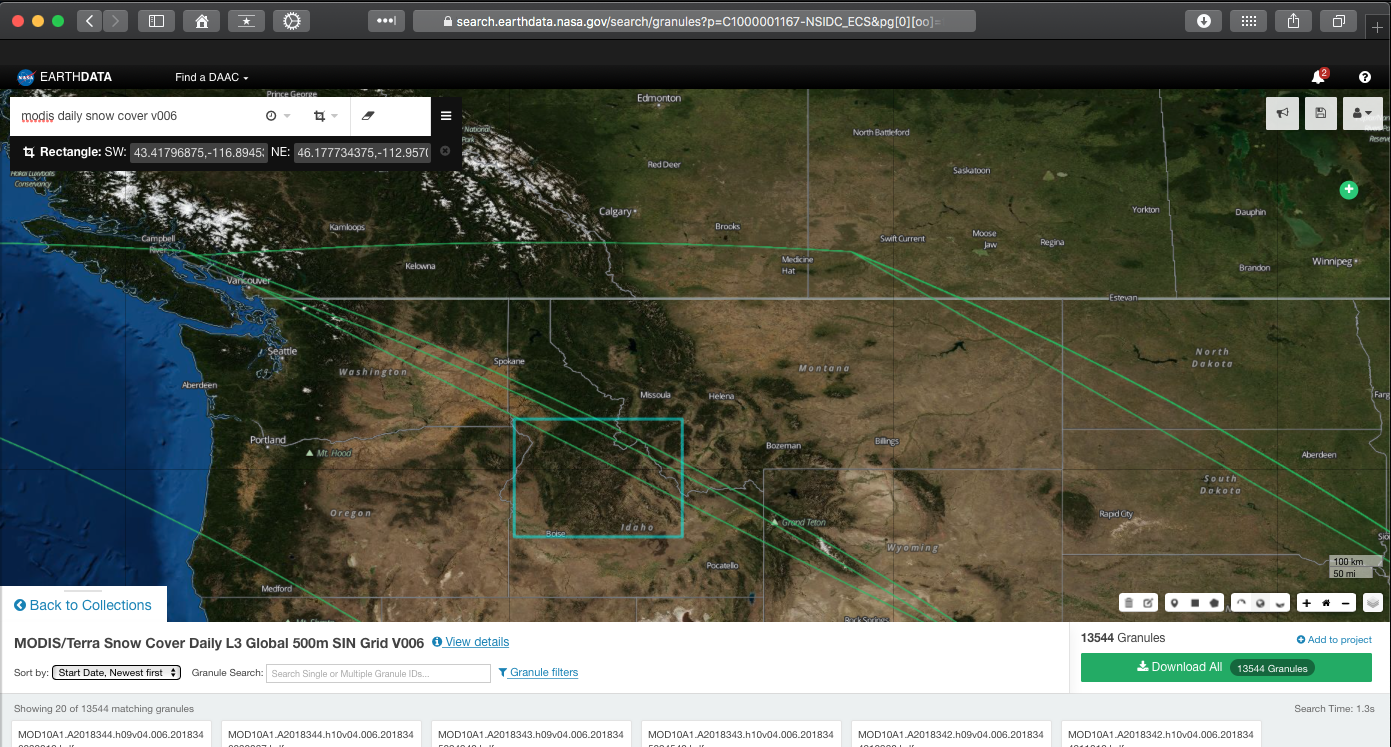 search.earthdata.nasa.gov/search/granules?p=C1000001167-NSIDC_ECS&pg[0][oo]=
NASA EARTHDATA Find a DAAC 2 ?
Prince George
Edmonton
modis daily snow cover v006
National
North Battleford
Rectangle: SW: 43.41796875,-116.8945 NE: 46.177734375,-112.9570
Red Deer
Saskatoon
Conservancy
Calgary
Yorkton
Dauphin
Kamloops
Brooks
Moose
Jaw
Campbell
River
Swift Current
Regina
Kelowna
Medicine
Hat
Winnipeg
Brandon
Vancouver
Estevan
Seattle
Spokane
Washington
Montana
North
Dakota
Aberdeen
Missoula
Helena
Farg
Portland
Mt. Hood
Bozeman
Billings
Aberdeen
South
Dakota
Oregon
Idaho
Boise
Grand Teton
Rapid City
Sio
Wyoming
Pocatello
100 km
50 mi
Medford
Back to Collections
Rock Springs
MODIS/Terra Snow Cover Daily L3 Global 500m SIN Grid V006 View details
13544 Granules Add to project
Sort by: Start Date, Newest first Granule Search: Search Single or Multiple Granule IDs... Granule filters
Download All 13544 Granules
Showing 20 of 13544 matching granules Search Time: 1.3s
MOD10A1.A2018344.h09v04.006.201834 MOD10A1.A2018344.h10v04.006.201834 MOD10A1.A2018343.h09v04.006.201834 MOD10A1.A2018343.h10v04.006.201834 MOD10A1.A2018342.h09v04.006.201834 MOD10A1.A2018342.h10v04.006.201834